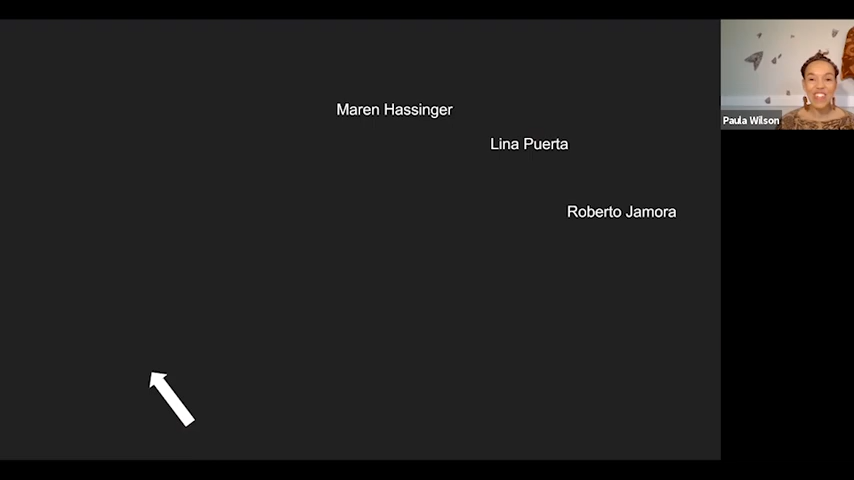 Maren Hassinger
Paula Wilson
Lina Puerta
Roberto Jamora